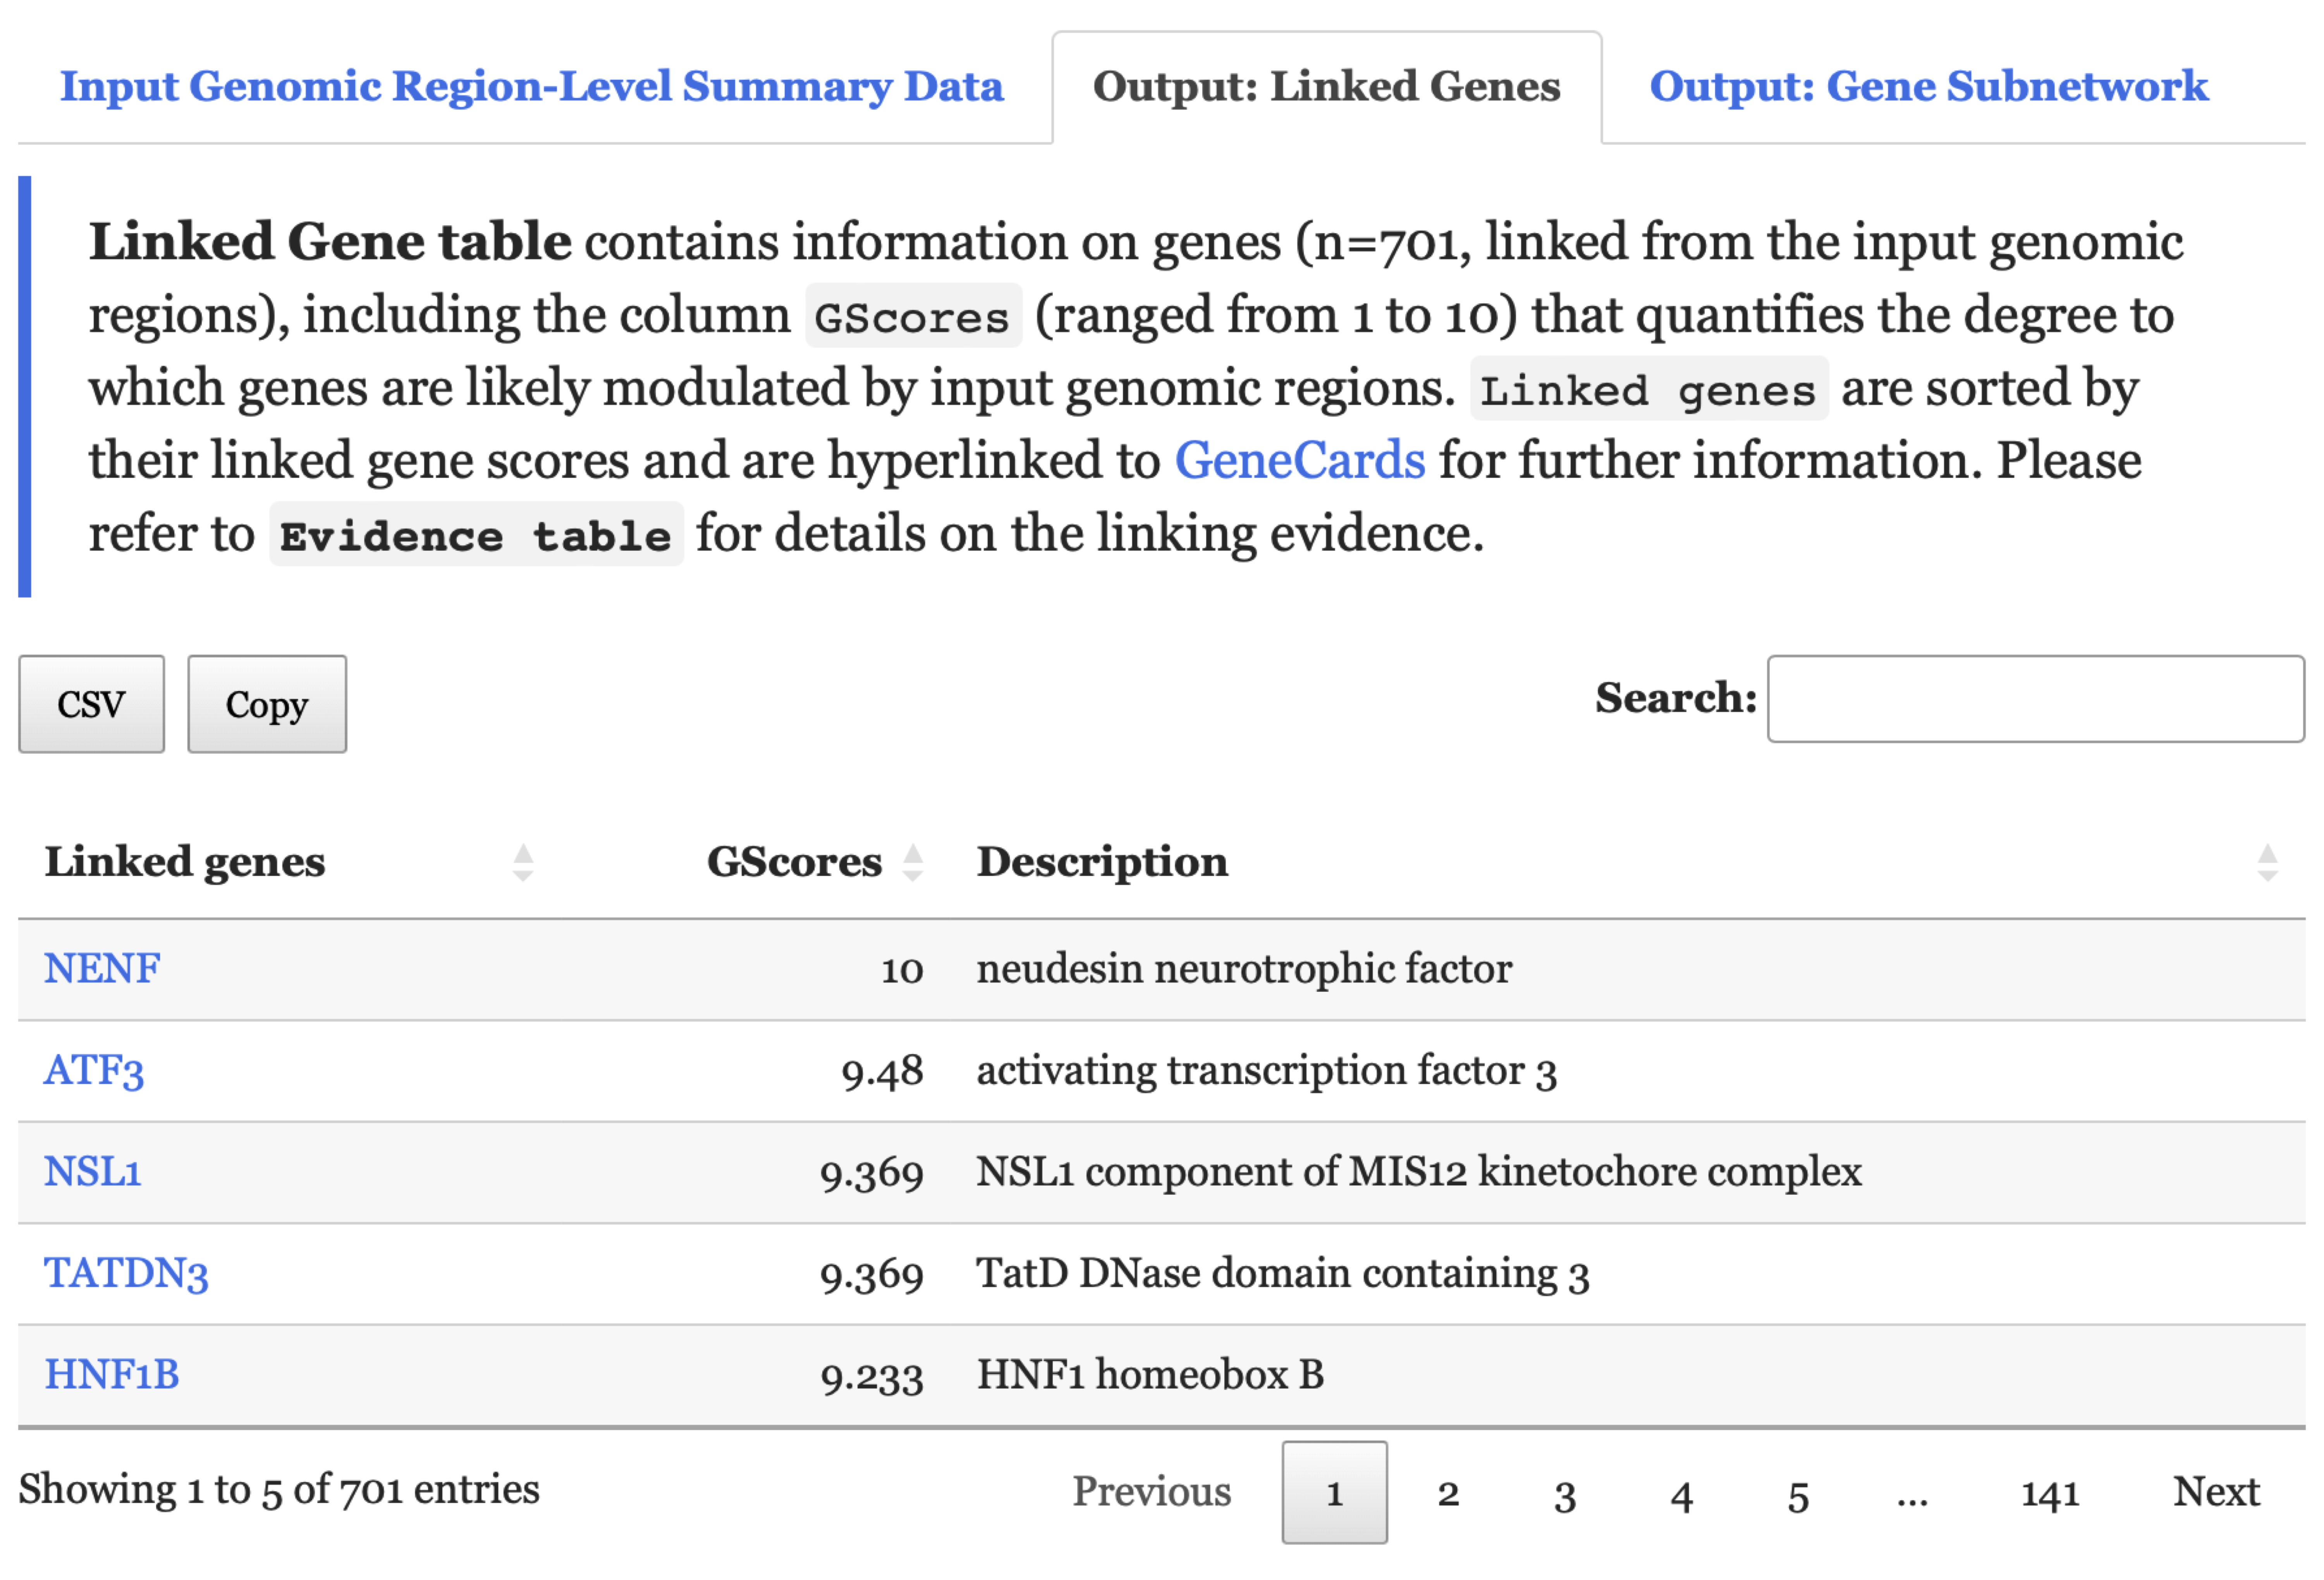 Input Genomic Region-Level Summary Data Output: Linked Genes Output: Gene Subnetwork
Linked Gene table contains information on genes (n=701, linked from the input genomic
regions), including the column GScores (ranged from 1 to 10) that quantifies the degree to
which genes are likely modulated by input genomic regions. Linked genes are sorted by
their linked gene scores and are hyperlinked to GeneCards for further information. Please
refer to Evidence table for details on the linking evidence.
CSV Copy Search:
Linked genes GScores Description
NENF 10 neudesin neurotrophic factor
ATF3 9.48 activating transcription factor 3
NSL1 9.369 NSL1 component of MIS12 kinetochore complex
TATDN3 9.369 TatD DNase domain containing 3
HNF1B 9.233 HNF1 homeobox B
Showing 1 to 5 of 701 entries Previous 1 2 3 4 5 ... 141 Next